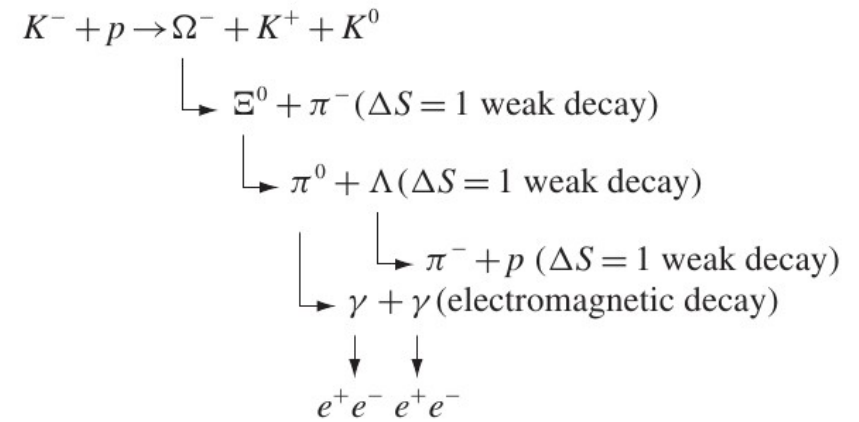 K⁻ + p → Ω⁻ + K⁺ + K⁰
Ξ⁰ + π⁻ (ΔS = 1 weak decay)
π⁰ + Λ (ΔS = 1 weak decay)
π⁻ + p (ΔS = 1 weak decay)
γ + γ (electromagnetic decay)
e⁺e⁻ e⁺e⁻